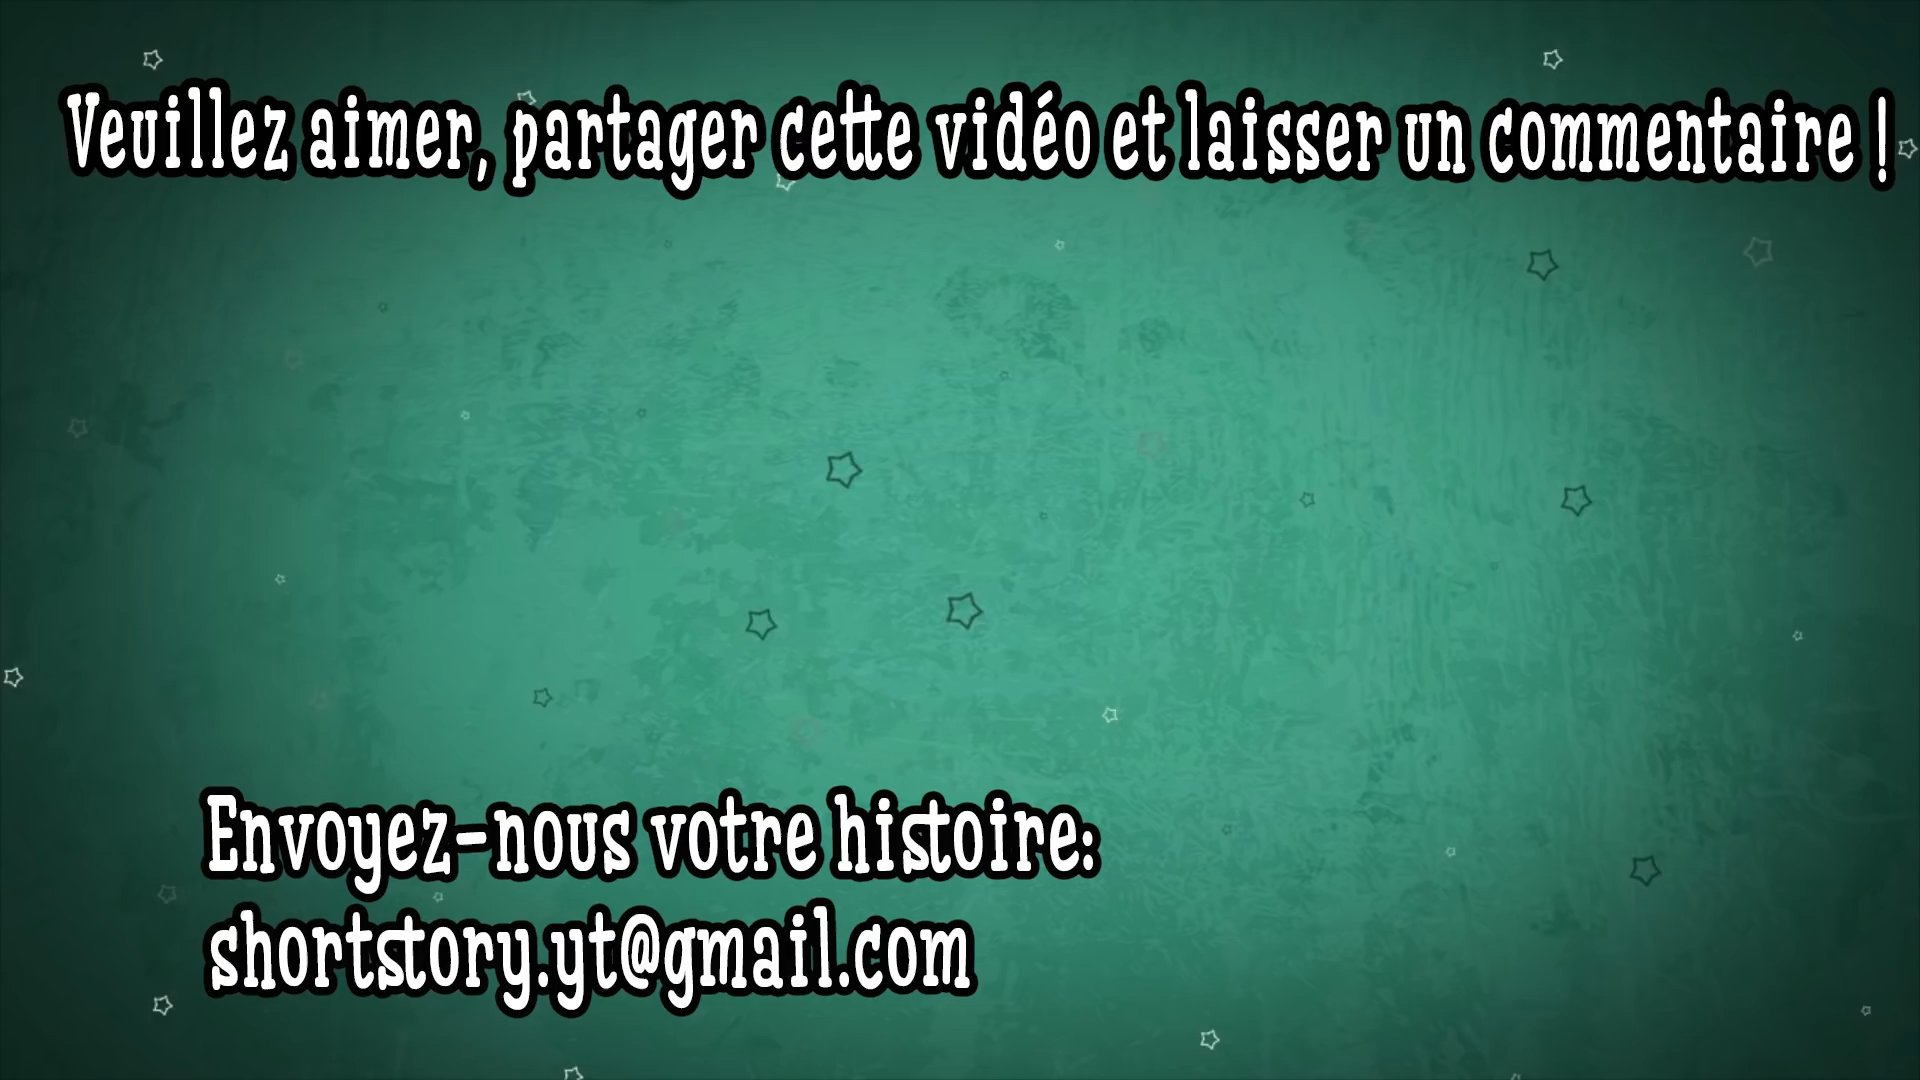 Veuillez aimer, partager cette vidéo et laisser un commentaire !
Envoyez-nous votre histoire:
shortstory.yt@gmail.com